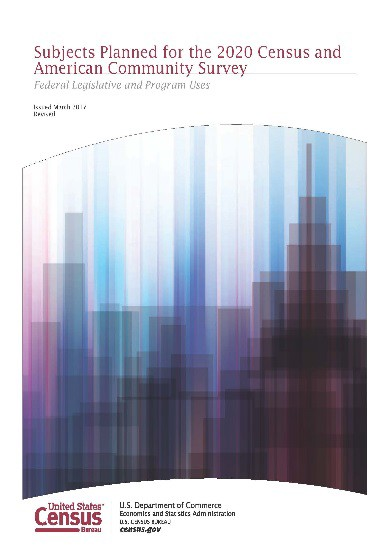 Subjects Planned for the 2020 Census and
American Community Survey
Federal Legislative and Program Uses
Issued March 2017
Revised
United States®
Census
Bureau
U.S. Department of Commerce
Economics and Statistics Administration
U.S. CENSUS BUREAU
census.gov